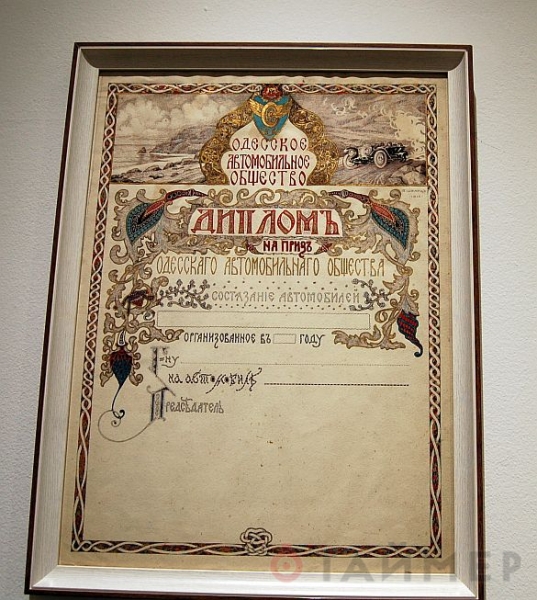 ОДЕССКОЕ
АВТОМОБИЛЬНОЕ
ОБЩЕСТВО
ДИПЛОМЪ
НА ПРИЗЪ
ОДЕССКАГО АВТОМОБИЛЬНАГО ОБЩЕСТВА
СОСТЯЗАНІЕ АВТОМОБИЛЕЙ
ОРГАНИЗОВАННОЕ ВЪ ГОДУ
Г-ну
на автомобилѣ
ПРЕДСѢДАТЕЛЬ
ТАЙМЕР